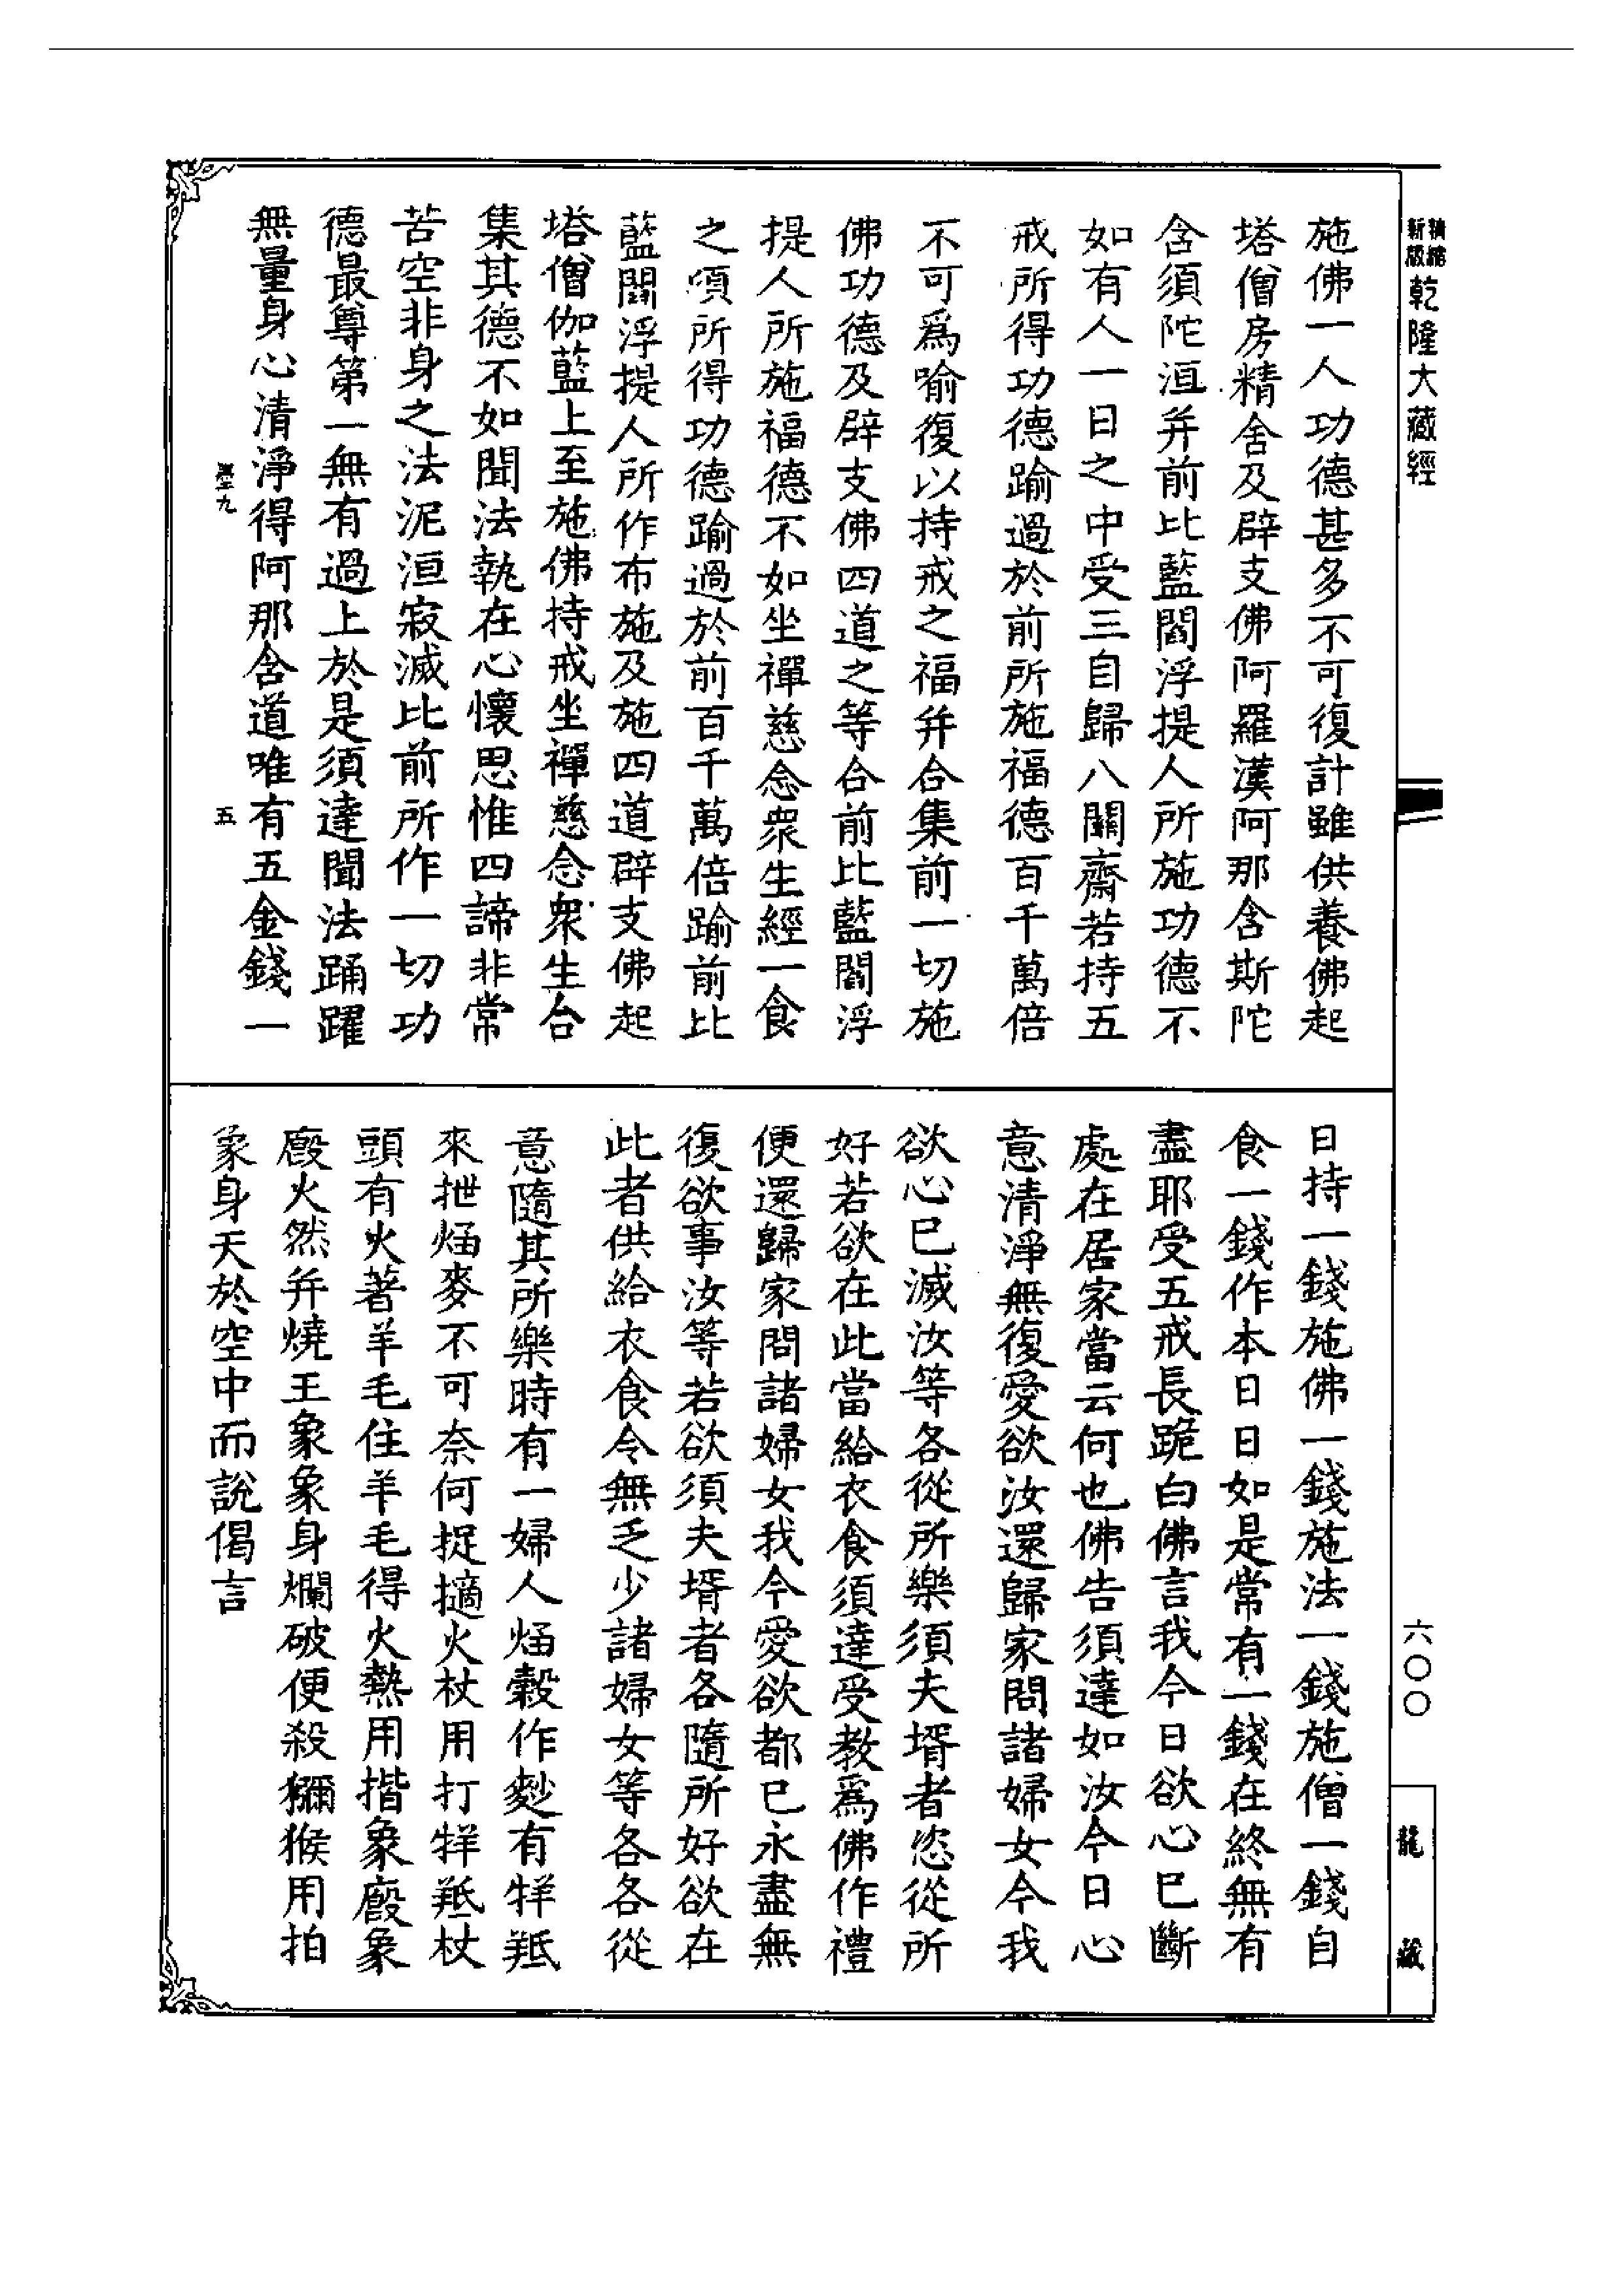 精縮
新版
乾隆大藏經
施佛一人功德甚多不可復計雖供養佛起
塔僧房精舍及辟支佛阿羅漢阿那含斯陀
含須陀洹并前比藍閻浮提人所施功德不
如有人一日之中受三自歸八關齋若持五
戒所得功德踰過於前所施福德百千萬倍
不可為喻復以持戒之福并合集前一切施
佛功德及辟支佛四道之等合前比藍閻浮
提人所施福德不如坐禪慈念衆生經一食
之頃所得功德踰過於前百千萬倍踰前比
藍閻浮提人所作布施及施四道辟支佛起
塔僧伽藍上至施佛持戒坐禪慈念衆生合
集其德不如聞法執在心懷思惟四諦非常
苦空非身之法泥洹寂滅比前所作一切功
德最尊第一無有過上於是須達聞法踊躍
無量身心清淨得阿那含道唯有五金錢一
九
五
日持一錢施佛一錢施法一錢施僧一錢自
食一錢作本日日如是常有一錢在終無有
盡耶受五戒長跪白佛言我今日欲心已斷
處在居家當云何也佛告須達如汝今日心
意清淨無復愛欲汝還歸家問諸婦女今我
欲心已滅汝等各從所樂須夫壻者恣從所
好若欲在此當給衣食須達受教為佛作禮
便還歸家問諸婦女我今愛欲都已永盡無
復欲事汝等若欲須夫壻者各隨所好欲在
此者供給衣食令無乏少諸婦女等各各從
意隨其所樂時有一婦人㷇糓作麨有牂羝
來抴㷇麥不可奈何捉擿火杖用打牂羝杖
頭有火著羊毛住羊毛得火熱用揩象廄象
廄火然并燒王象象身爛破便殺獼猴用拍
象身天於空中而說偈言
六〇〇
龍藏